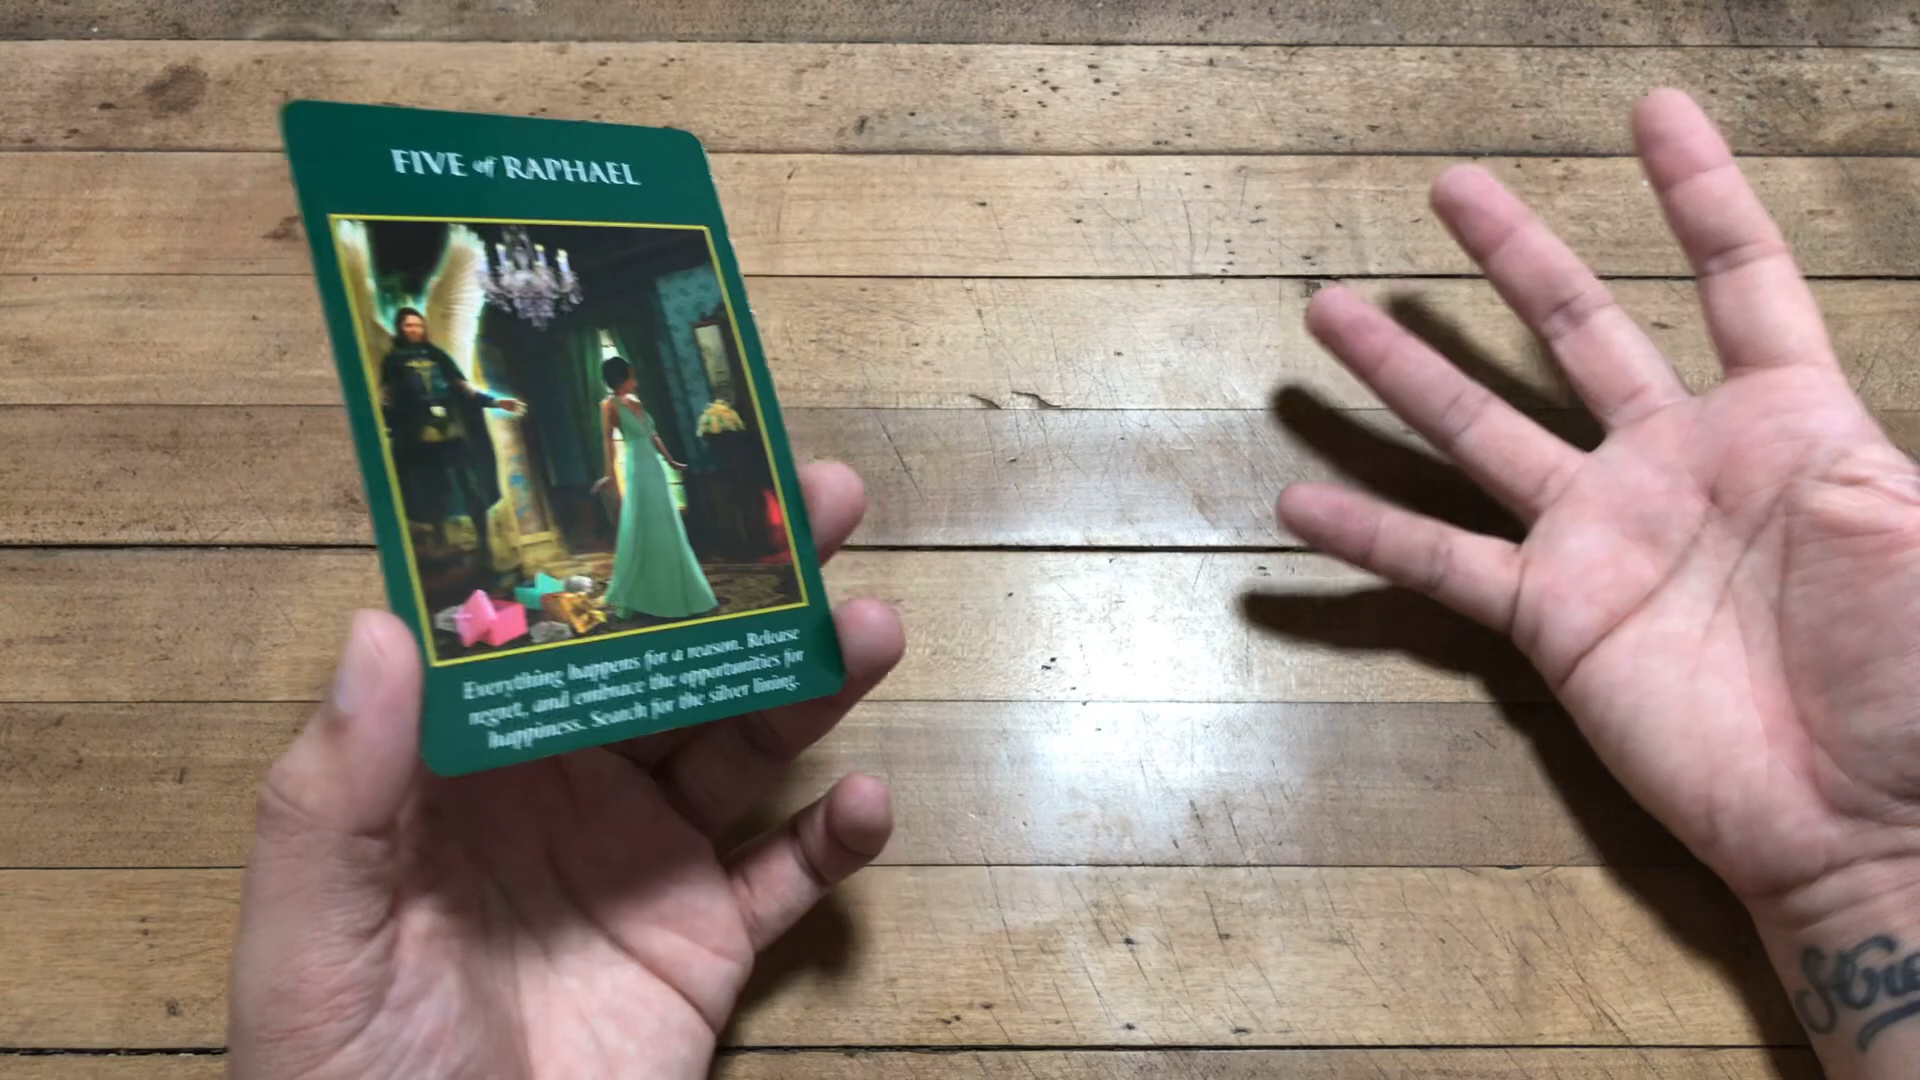 FIVE of RAPHAEL
Everything happens for a reason. Release
regret, and embrace the opportunities for
happiness. Search for the silver lining.